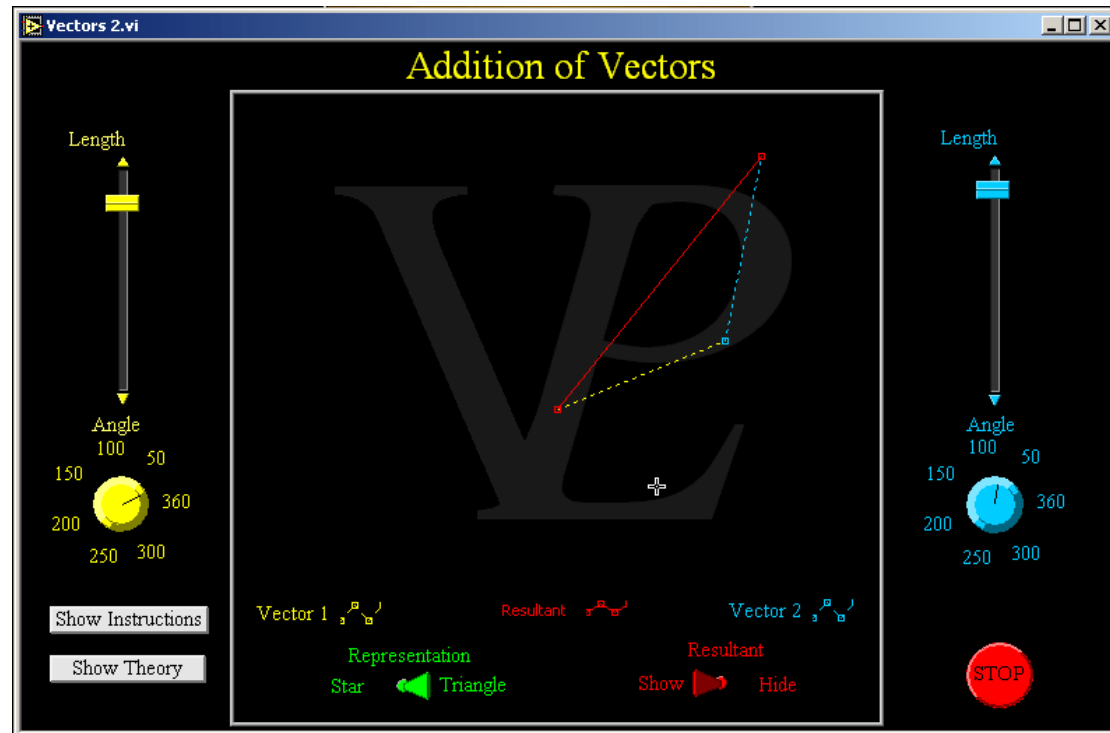 Vectors 2.vi
Addition of Vectors
Length
Angle
100
50
150
360
200
300
250
Show Instructions
Show Theory
VPL
Vector 1
Resultant
Vector 2
Representation
Star
Triangle
Resultant
Show
Hide
Length
Angle
100
50
150
360
200
300
250
STOP